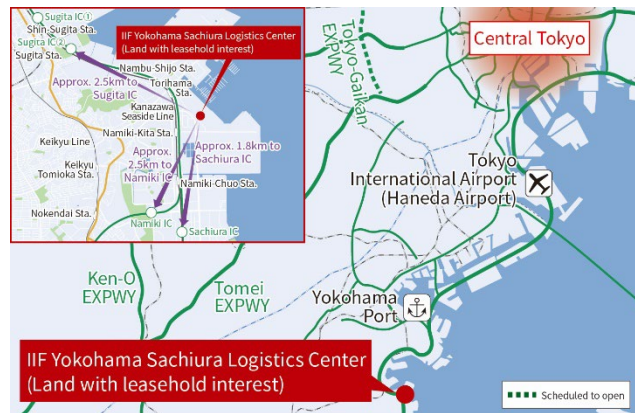 Sugita IC①
Shin-Sugita Sta.
Sugita IC②
Sugita Sta.
IIF Yokohama Sachiura Logistics Center
(Land with leasehold interest)
Nambu-Shijo Sta.
Approx. 2.5km to
Sugita IC
Torihama
Sta.
Kanazawa
Seaside Line
Namiki-Kita Sta.
Keikyu Line
Keikyu
Tomioka Sta.
Approx.
2.5km to
Namiki IC
Approx. 1.8km to
Sachiura IC
Namiki-Chuo Sta.
Nokendai Sta.
Namiki IC
Sachiura IC
Tokyo-Gaikan
EXPWY
Central Tokyo
Tokyo
International Airport
(Haneda Airport)
Ken-O
EXPWY
Tomei
EXPWY
Yokohama
Port
IIF Yokohama Sachiura Logistics Center
(Land with leasehold interest)
Scheduled to open